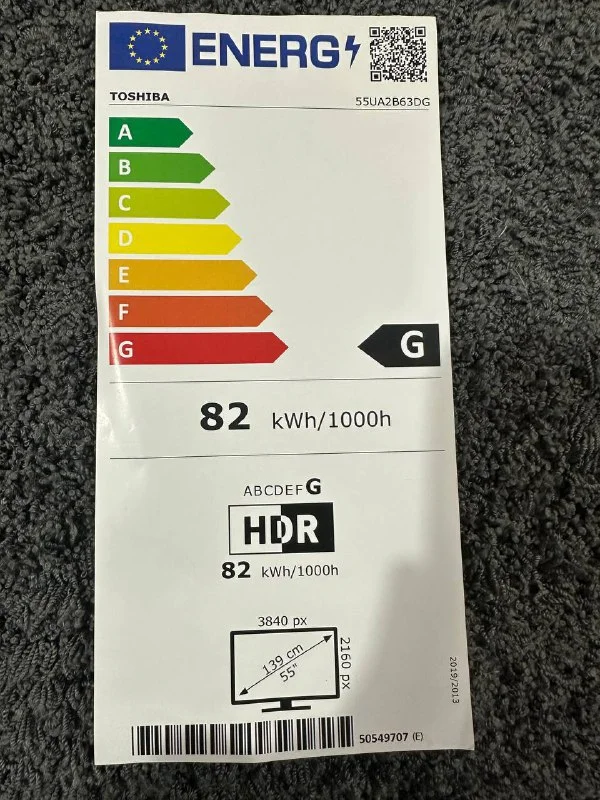 ENERG
TOSHIBA
55UA2B63DG
A
B
C
D
E
F
G
G
82 kWh/1000h
ABCDEFG
HDR
82 kWh/1000h
3840 px
2160 px
139 cm
55"
2019/2013
50549707 (E)